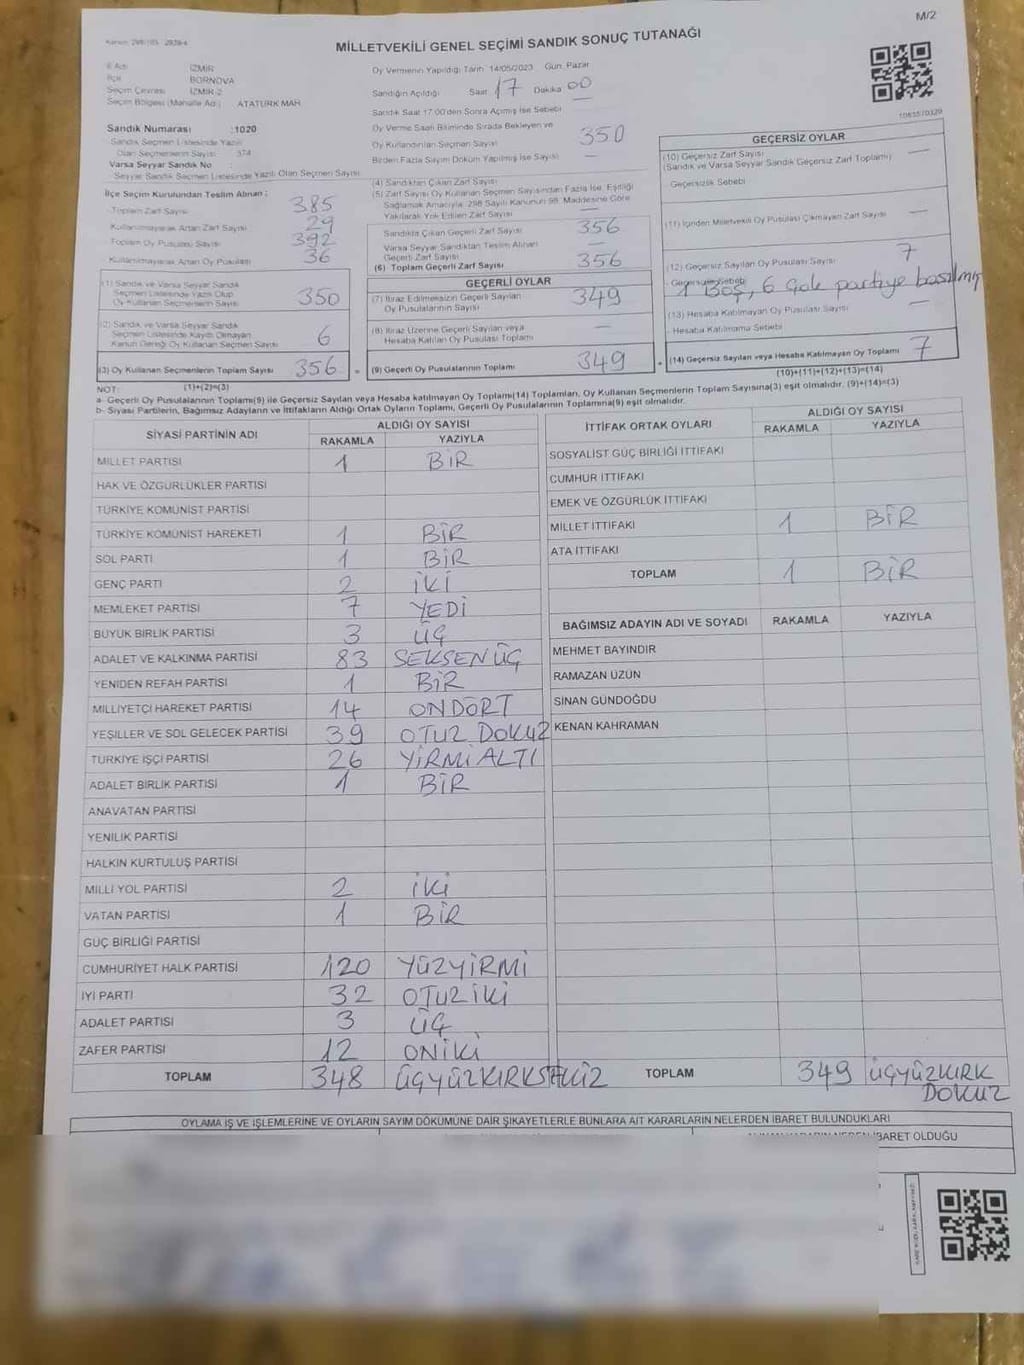 M/2
MİLLETVEKİLİ GENEL SEÇİMİ SANDIK SONUÇ TUTANAĞI
İl Adı İZMİR
İlçe BORNOVA
Seçim Çevresi İZMİR-2
Seçim Bölgesi (Mahalle Adı) ATATÜRK MAH.
Sandık Numarası :1020
Sandık Seçmen Listesinde Yazılı
Olan Seçmenlerin Sayısı 374
Varsa Seyyar Sandık No :
Seyyar Sandık Seçmen Listesinde Yazılı Olan Seçmen Sayısı
İlçe Seçim Kurulundan Teslim Alınan ;
Toplam Zarf Sayısı 385
Kullanılmayarak Artan Zarf Sayısı 29
Toplam Oy Pusulası Sayısı 392
Kullanılmayarak Artan Oy Pusulası 36
(1) Sandık ve Varsa Seyyar Sandık
Seçmen Listesinde Yazılı Olup
Oy Kullanan Seçmen Sayısı 350
(2) Sandık ve Varsa Seyyar Sandık
Seçmen Listesinde Kaydı Olmayan
Kanun Gereği Oy Kullanan Seçmen Sayısı 6
(3) Oy Kullanan Seçmenlerin Toplam Sayısı 356
(1)+(2)=(3)
Oy Vermenin Yapıldığı Tarih 14/05/2023 Gün: Pazar
Sandığın Açıldığı Saat 17 Dakika 00
Sandık Saat 17.00'den Sonra Açılmış İse Sebebi —
Oy Verme Saati Bitiminde Sırada Bekleyen ve
Oy Kullandırılan Seçmen Sayısı 350
Birden Fazla Sayım Döküm Yapılmış İse Sayısı —
(4) Sandıktan Çıkan Zarf Sayısı
(5) Zarf Sayısı Oy Kullanan Seçmen Sayısından Fazla İse, Eşitliği
Sağlamak Amacıyla, 298 Sayılı Kanunun 98. Maddesine Göre
Yakılarak Yok Edilen Zarf Sayısı —
Sandıkta Çıkan Geçerli Zarf Sayısı 356
Varsa Seyyar Sandıktan Teslim Alınan
Geçerli Zarf Sayısı —
(6) Toplam Geçerli Zarf Sayısı 356
GEÇERLİ OYLAR
(7) İtiraz Edilmeksizin Geçerli Sayılan
Oy Pusulalarının Sayısı 349
(8) İtiraz Üzerine Geçerli Sayılan veya
Hesaba Katılan Oy Pusulası Toplamı —
(9) Geçerli Oy Pusulalarının Toplamı 349
1083570329
GEÇERSİZ OYLAR
(10) Geçersiz Zarf Sayısı —
(Sandık ve Varsa Seyyar Sandık Geçersiz Zarf Toplamı)
Geçersizlik Sebebi
(11) İçinden Milletvekili Oy Pusulası Çıkmayan Zarf Sayısı —
(12) Geçersiz Sayılan Oy Pusulası Sayısı 7
Geçersizlik Sebebi 1 Boş, 6 Çok partiye basılmış
(13) Hesaba Katılmayan Oy Pusulası Sayısı —
Hesaba Katılmama Sebebi
(14) Geçersiz Sayılan veya Hesaba Katılmayan Oy Toplamı 7
(10)+(11)+(12)+(13)=(14)
NOT:
a- Geçerli Oy Pusulalarının Toplamı(9) ile Geçersiz Sayılan veya Hesaba katılmayan Oy Toplamı(14) Toplamları, Oy Kullanan Seçmenlerin Toplam Sayısına(3) eşit olmalıdır. (9)+(14)=(3)
b- Siyasi Partilerin, Bağımsız Adayların ve İttifakların Aldığı Ortak Oyların Toplamı, Geçerli Oy Pusulalarının Toplamına(9) eşit olmalıdır.
SİYASİ PARTİNİN ADI ALDIĞI OY SAYISI
RAKAMLA YAZIYLA
MİLLET PARTİSİ 1 BİR
HAK VE ÖZGÜRLÜKLER PARTİSİ
TÜRKİYE KOMÜNİST PARTİSİ
TÜRKİYE KOMÜNİST HAREKETİ 1 BİR
SOL PARTİ 1 BİR
GENÇ PARTİ 2 İKİ
MEMLEKET PARTİSİ 7 YEDİ
BÜYÜK BİRLİK PARTİSİ 3 ÜÇ
ADALET VE KALKINMA PARTİSİ 83 SEKSEN ÜÇ
YENİDEN REFAH PARTİSİ 1 BİR
MİLLİYETÇİ HAREKET PARTİSİ 14 ONDÖRT
YEŞİLLER VE SOL GELECEK PARTİSİ 39 OTUZ DOKUZ
TÜRKİYE İŞÇİ PARTİSİ 26 YİRMİ ALTI
ADALET BİRLİK PARTİSİ 1 BİR
ANAVATAN PARTİSİ
YENİLİK PARTİSİ
HALKIN KURTULUŞ PARTİSİ
MİLLİ YOL PARTİSİ 2 İKİ
VATAN PARTİSİ 1 BİR
GÜÇ BİRLİĞİ PARTİSİ
CUMHURİYET HALK PARTİSİ 120 YÜZYİRMİ
İYİ PARTİ 32 OTUZ İKİ
ADALET PARTİSİ 3 ÜÇ
ZAFER PARTİSİ 12 ONİKİ
TOPLAM 348 ÜÇYÜZKIRKSEKİZ
İTTİFAK ORTAK OYLARI ALDIĞI OY SAYISI
RAKAMLA YAZIYLA
SOSYALİST GÜÇ BİRLİĞİ İTTİFAKI
CUMHUR İTTİFAKI
EMEK VE ÖZGÜRLÜK İTTİFAKI
MİLLET İTTİFAKI 1 BİR
ATA İTTİFAKI
TOPLAM 1 BİR
BAĞIMSIZ ADAYIN ADI VE SOYADI RAKAMLA YAZIYLA
MEHMET BAYINDIR
RAMAZAN ÜZÜN
SİNAN GÜNDOĞDU
KENAN KAHRAMAN
TOPLAM 349 ÜÇYÜZKIRK
DOKUZ
OYLAMA İŞ VE İŞLEMLERİNE VE OYLARIN SAYIM DÖKÜMÜNE DAİR ŞİKAYETLERLE BUNLARA AİT KARARLARIN NELERDEN İBARET BULUNDUKLARI
İBARET OLDUĞU